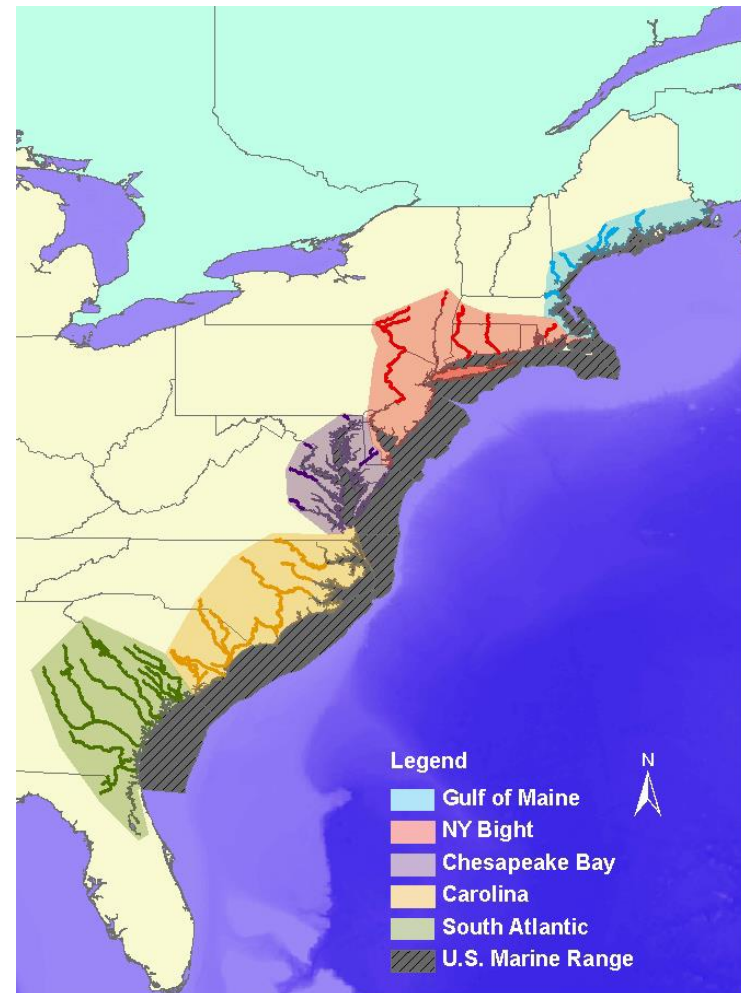 Legend
N
Gulf of Maine
NY Bight
Chesapeake Bay
Carolina
South Atlantic
U.S. Marine Range